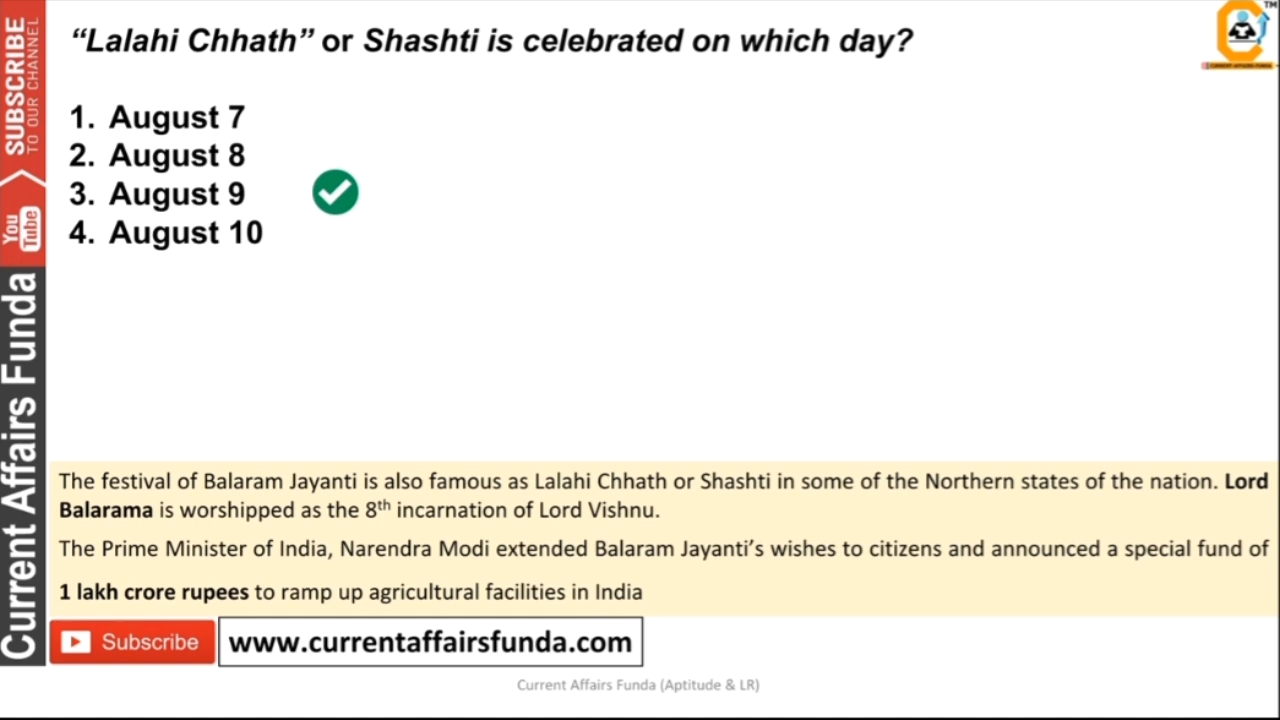 “Lalahi Chhath” or Shashti is celebrated on which day?
1. August 7
2. August 8
3. August 9
4. August 10
The festival of Balaram Jayanti is also famous as Lalahi Chhath or Shashti in some of the Northern states of the nation. Lord
Balarama is worshipped as the 8th incarnation of Lord Vishnu.
The Prime Minister of India, Narendra Modi extended Balaram Jayanti’s wishes to citizens and announced a special fund of
1 lakh crore rupees to ramp up agricultural facilities in India
Subscribe
www.currentaffairsfunda.com
Current Affairs Funda (Aptitude & LR)
SUBSCRIBE
TO OUR CHANNEL
You
Tube
Current Affairs Funda
TM
CURRENT AFFAIRS FUNDA